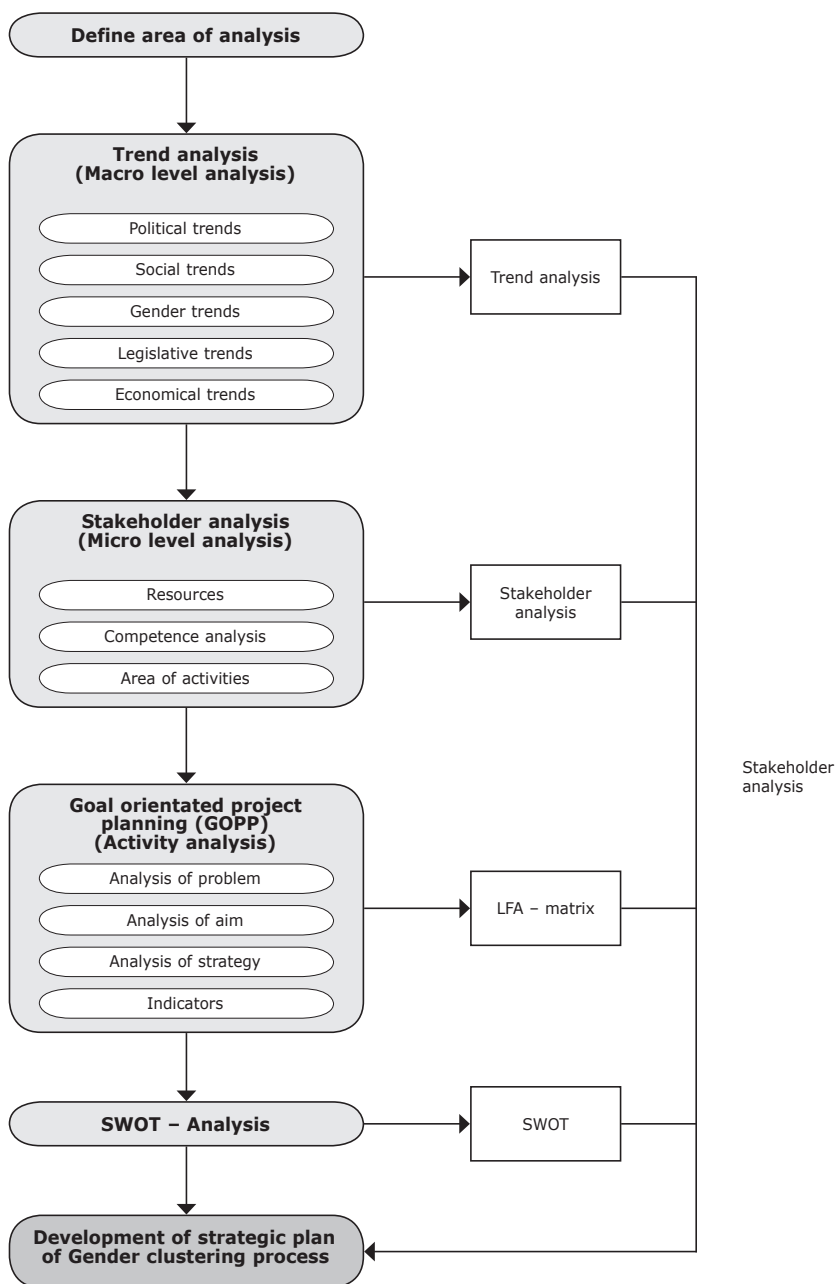 Define area of analysis
Trend analysis
(Macro level analysis)
Political trends
Social trends
Gender trends
Legislative trends
Economical trends
Trend analysis
Stakeholder analysis
(Micro level analysis)
Resources
Competence analysis
Area of activities
Stakeholder
analysis
Stakeholder
analysis
Goal orientated project
planning (GOPP)
(Activity analysis)
Analysis of problem
Analysis of aim
Analysis of strategy
Indicators
LFA – matrix
SWOT – Analysis
SWOT
Development of strategic plan
of Gender clustering process